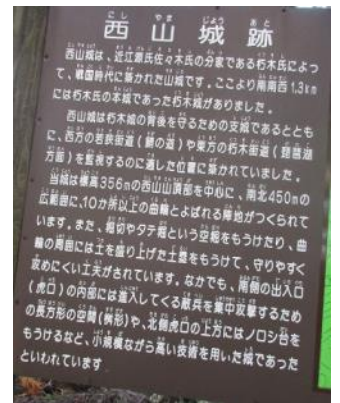 西山城跡
西山城は、近江源氏佐々木氏の分家である朽木氏によっ
て、戦国時代に築かれた山城です。ここより南南西1.3km
には朽木氏の本城であった朽木城がありました。
西山城は朽木城の背後を守るための支城であるととも
に、西方の若狭街道(鯖の道)や東方の朽木街道(琵琶湖
方面)を監視するのに適した位置に築かれていました。
当城は標高356mの西山山頂部を中心に、南北450mの
広範囲に、10か所以上の曲輪とよばれる陣地がつくられて
います。また、堀切やタテ堀という空堀をもうけたり、曲
輪の周囲には土を盛り上げた土塁をもうけて、守りやすく
攻めにくい工夫がされています。なかでも、南側の出入口
(虎口)の内部には進入してくる敵兵を集中攻撃するため
の長方形の空間(桝形)や、北側虎口の上方にはノロシ台を
もうけるなど、小規模ながら高い技術を用いた城であった
といわれています